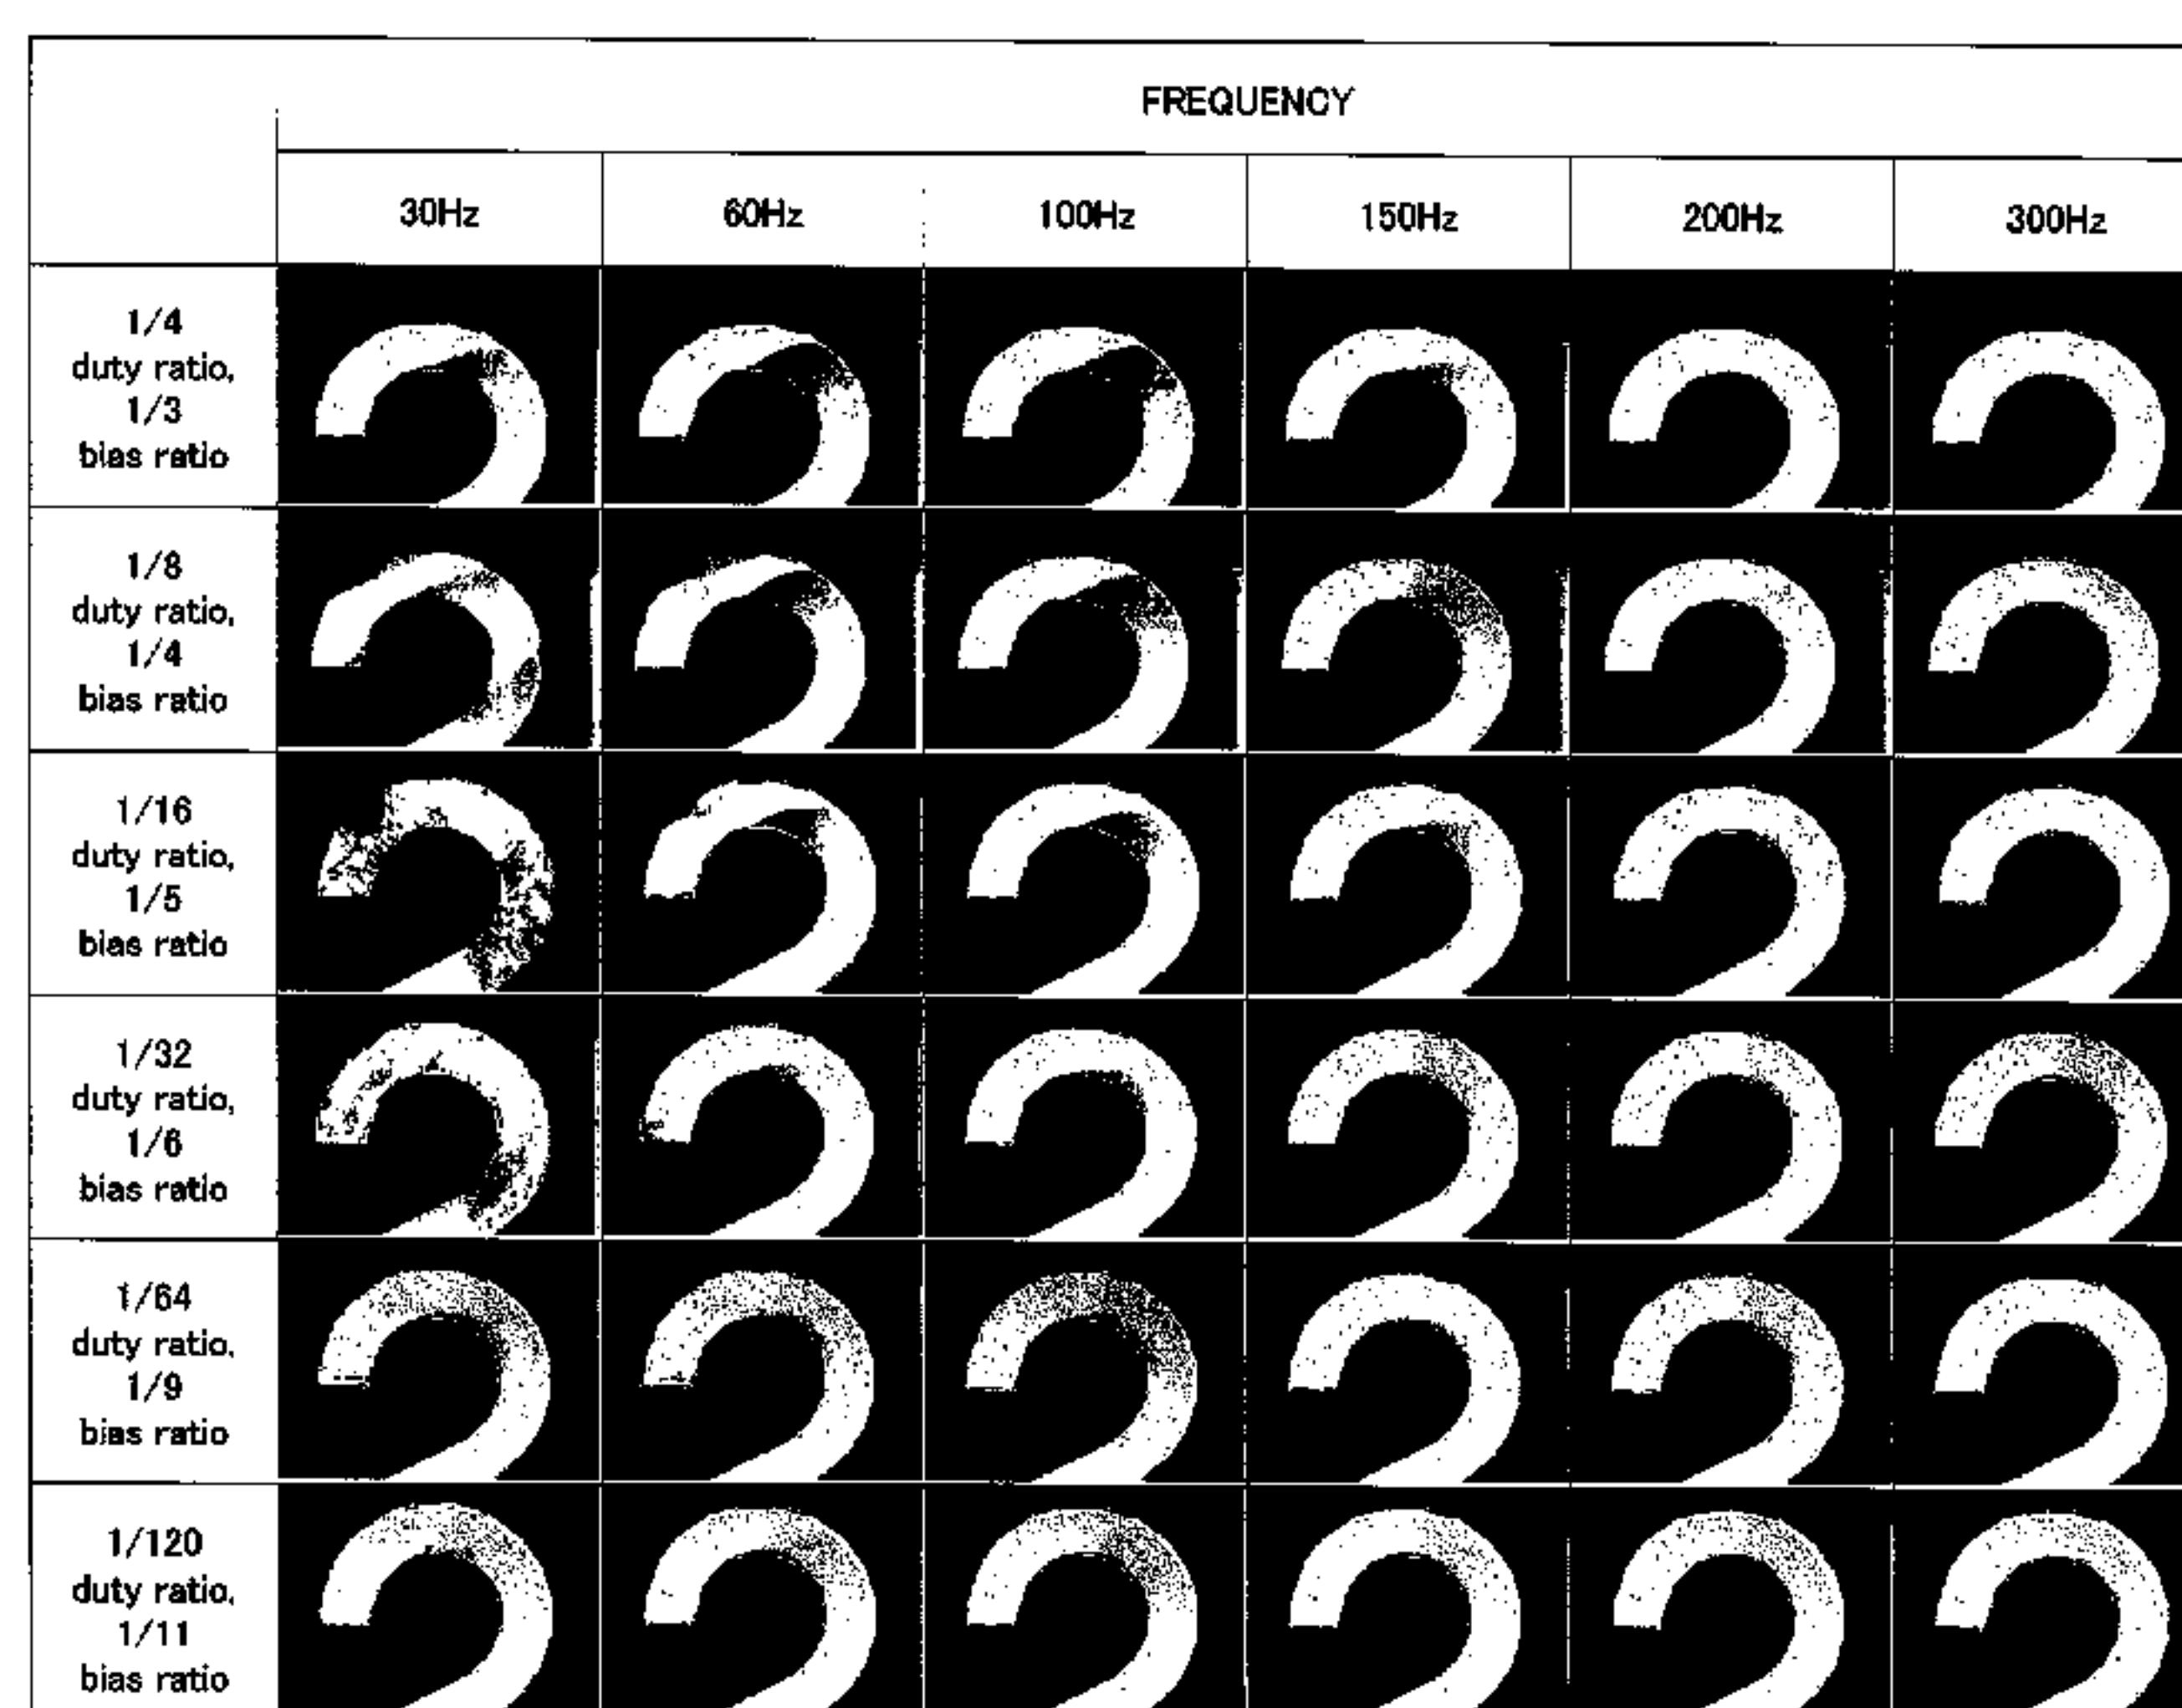 FREQUENCY
30Hz 60Hz 100Hz 150Hz 200Hz 300Hz
1/4
duty ratio,
1/3
bias ratio
1/8
duty ratio,
1/4
bias ratio
1/16
duty ratio,
1/5
bias ratio
1/32
duty ratio,
1/6
bias ratio
1/64
duty ratio,
1/9
bias ratio
1/120
duty ratio,
1/11
bias ratio